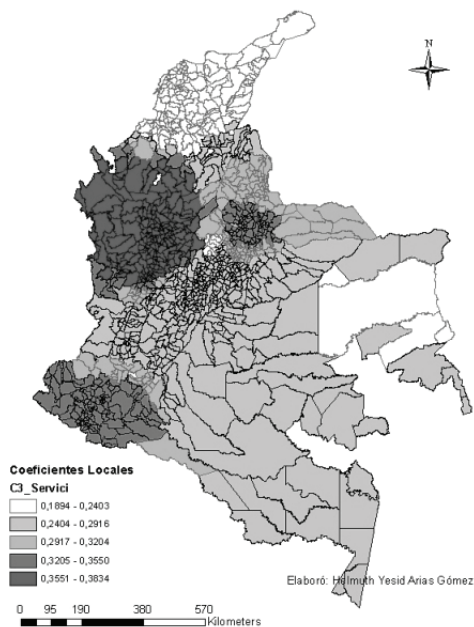 N
Coeficientes Locales
C3_Servici
0,1894 - 0,2403
0,2404 - 0,2916
0,2917 - 0,3204
0,3205 - 0,3550
0,3551 - 0,3834
Elaboró: Hélmuth Yesid Arias Gómez
0 95 190 380 570
Kilometers